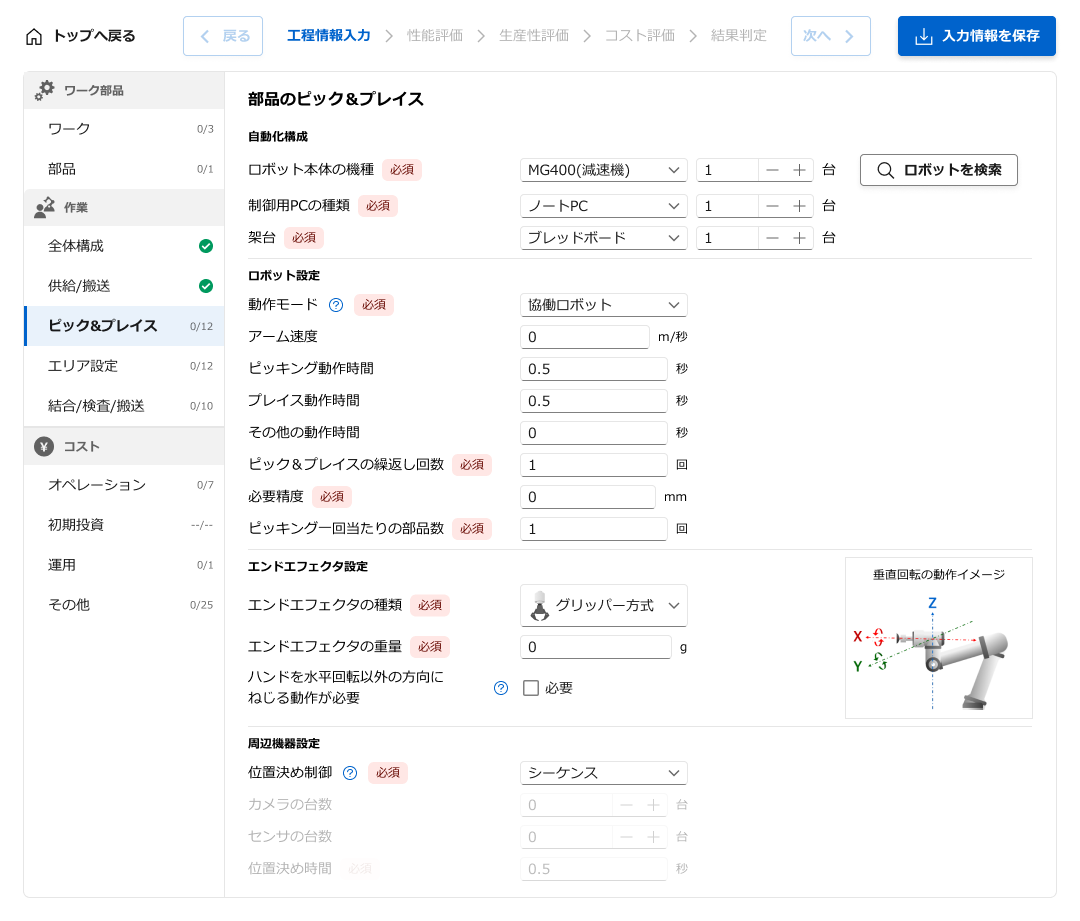 トップへ戻る
戻る
工程情報入力
性能評価
生産性評価
コスト評価
結果判定
次へ
入力情報を保存
ワーク部品
ワーク 0/3
部品 0/1
作業
全体構成
供給/搬送
ピック&プレイス 0/12
エリア設定 0/12
結合/検査/搬送 0/10
¥ コスト
オペレーション 0/7
初期投資 --/--
運用 0/1
その他 0/25
部品のピック＆プレイス
自動化構成
ロボット本体の機種 必須 MG400(減速機) 1 台 ロボットを検索
制御用PCの種類 必須 ノートPC 1 台
架台 必須 ブレッドボード 1 台
ロボット設定
動作モード ? 必須 協働ロボット
アーム速度 0 m/秒
ピッキング動作時間 0.5 秒
プレイス動作時間 0.5 秒
その他の動作時間 0 秒
ピック＆プレイスの繰返し回数 必須 1 回
必要精度 必須 0 mm
ピッキング一回当たりの部品数 必須 1 回
エンドエフェクタ設定
エンドエフェクタの種類 必須 グリッパー方式
エンドエフェクタの重量 必須 0 g
ハンドを水平回転以外の方向に
ねじる動作が必要 ? 必要
垂直回転の動作イメージ
Z
X
Y
周辺機器設定
位置決め制御 ? 必須 シーケンス
カメラの台数 0 台
センサの台数 0 台
位置決め時間 必須 0.5 秒